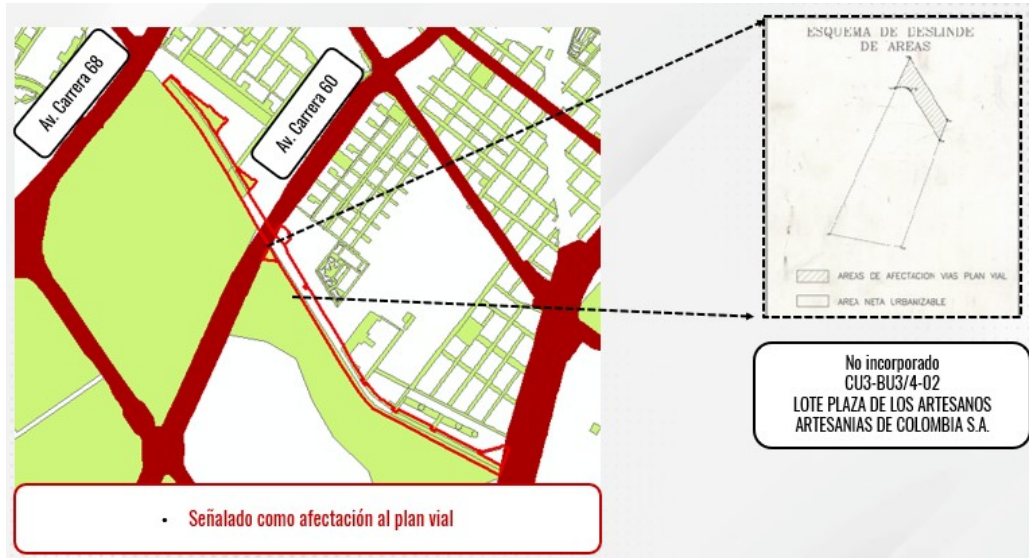 Av. Carrera 68
Av. Carrera 60
ESQUEMA DE DESLINDE
DE AREAS
AREAS DE AFECTACION VIAS PLAN VIAL
AREA NETA URBANIZABLE
No incorporado
CU3-BU3/4-02
LOTE PLAZA DE LOS ARTESANOS
ARTESANIAS DE COLOMBIA S.A.
• Señalado como afectación al plan vial